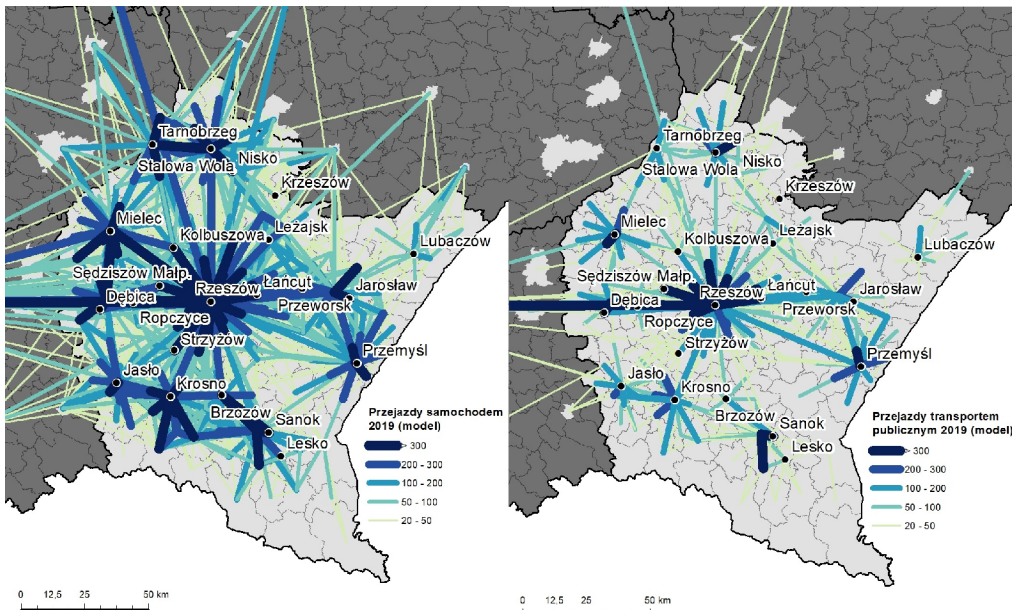 Tarnobrzeg
Stalowa Wola
Nisko
Krzeszów
Mielec
Kolbuszowa
Leżajsk
Lubaczów
Sędziszów Małp.
Łańcut
Dębica
Rzeszów
Jarosław
Ropczyce
Przeworsk
Strzyżów
Przemyśl
Jasło
Krosno
Brzozów
Sanok
Lesko
Przejazdy samochodem
2019 (model)
> 300
200 - 300
100 - 200
50 - 100
20 - 50
0 12,5 25 50 km
Tarnobrzeg
Stalowa Wola
Nisko
Krzeszów
Mielec
Kolbuszowa
Leżajsk
Lubaczów
Sędziszów Małp.
Łańcut
Dębica
Rzeszów
Jarosław
Ropczyce
Przeworsk
Strzyżów
Przemyśl
Jasło
Krosno
Brzozów
Sanok
Lesko
Przejazdy transportem
publicznym 2019 (model)
> 300
200 - 300
100 - 200
50 - 100
20 - 50
0 12,5 25 50 km